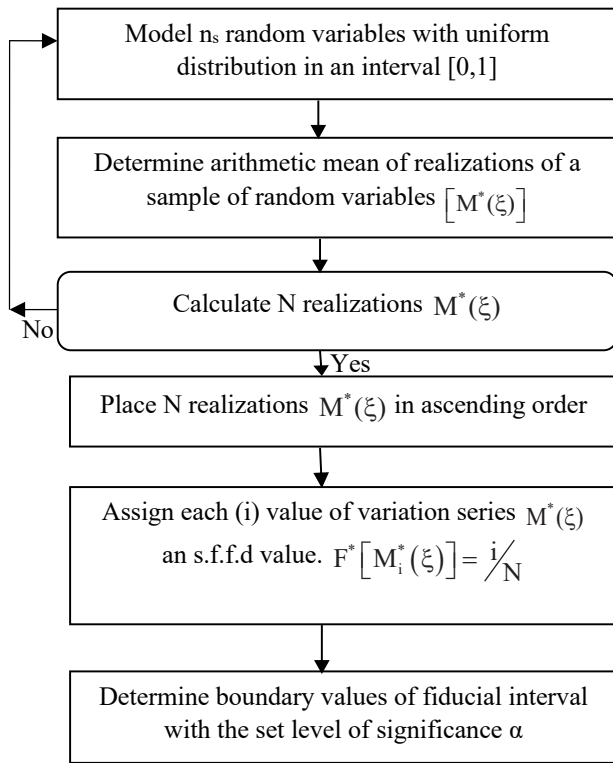 Model nₛ random variables with uniform
distribution in an interval [0,1]
Determine arithmetic mean of realizations of a
sample of random variables [M*(ξ)]
Calculate N realizations M*(ξ)
No
Yes
Place N realizations M*(ξ) in ascending order
Assign each (i) value of variation series M*(ξ)
an s.f.f.d value. F*[Mᵢ*(ξ)] = i/N
Determine boundary values of fiducial interval
with the set level of significance α